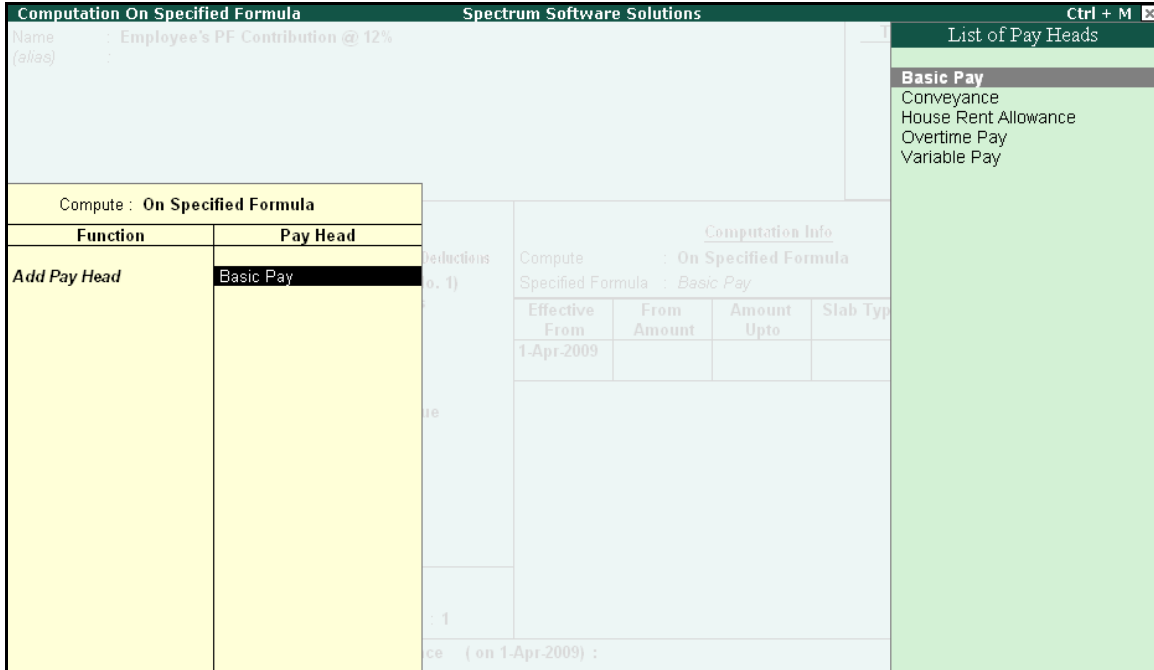 Computation On Specified Formula Spectrum Software Solutions Ctrl + M
Name : Employee's PF Contribution @ 12%
(alias) :
List of Pay Heads
Basic Pay
Conveyance
House Rent Allowance
Overtime Pay
Variable Pay
Compute : On Specified Formula
Function Pay Head
Add Pay Head Basic Pay
Deductions
o. 1)
ue
: 1
Computation Info
Compute : On Specified Formula
Specified Formula : Basic Pay
Effective From From Amount Amount Upto Slab Typ
1-Apr-2009
ce ( on 1-Apr-2009) :